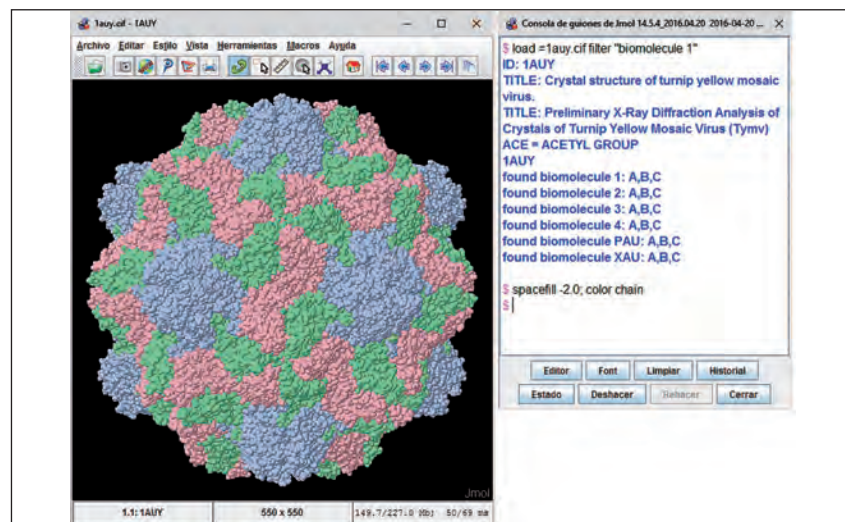 1auy.cif - 1AUY
Archivo Editar Estilo Vista Herramientas Macros Ayuda
Jmol
1.1: 1AUY 550 x 550 149.7/227.0 Mb; 50/69 ms
Consola de guiones de Jmol 14.5.4_2016.04.20 2016-04-20 ...
$ load =1auy.cif filter "biomolecule 1"
ID: 1AUY
TITLE: Crystal structure of turnip yellow mosaic
virus.
TITLE: Preliminary X-Ray Diffraction Analysis of
Crystals of Turnip Yellow Mosaic Virus (Tymv)
ACE = ACETYL GROUP
1AUY
found biomolecule 1: A,B,C
found biomolecule 2: A,B,C
found biomolecule 3: A,B,C
found biomolecule 4: A,B,C
found biomolecule PAU: A,B,C
found biomolecule XAU: A,B,C
$ spacefill -2.0; color chain
$
Editor Font Limpiar Historial
Estado Deshacer Rehacer Cerrar